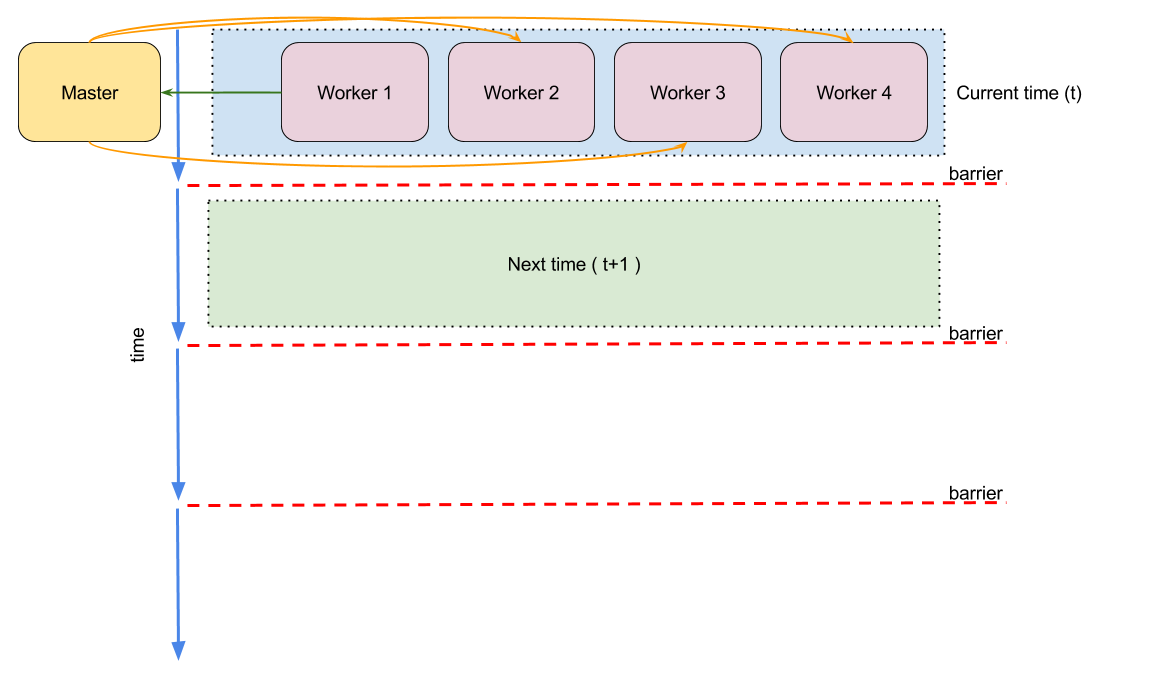 Master
Worker 1
Worker 2
Worker 3
Worker 4
Current time (t)
barrier
Next time ( t+1 )
time
barrier
barrier